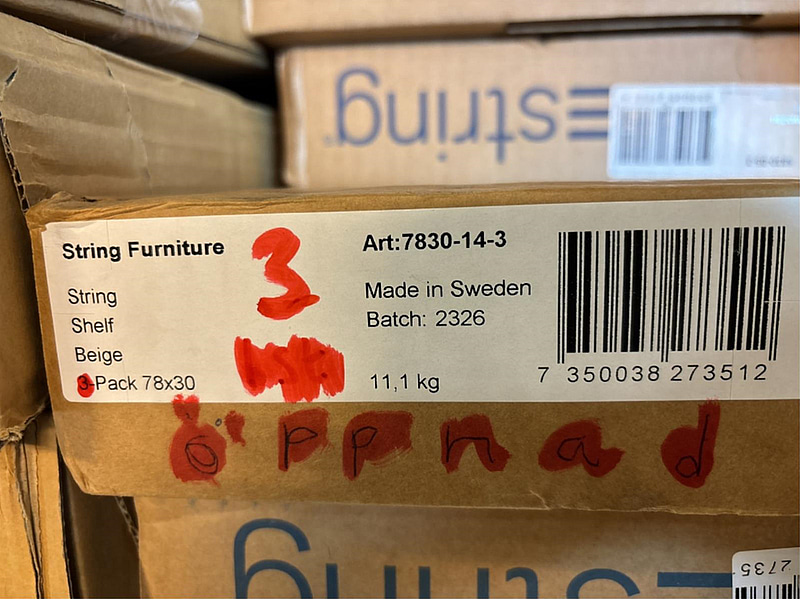 string
String Furniture
String
Shelf
Beige
3-Pack 78x30
3
Art:7830-14-3
Made in Sweden
Batch: 2326
11,1 kg
7 350038 273512
öppnad
string
2735